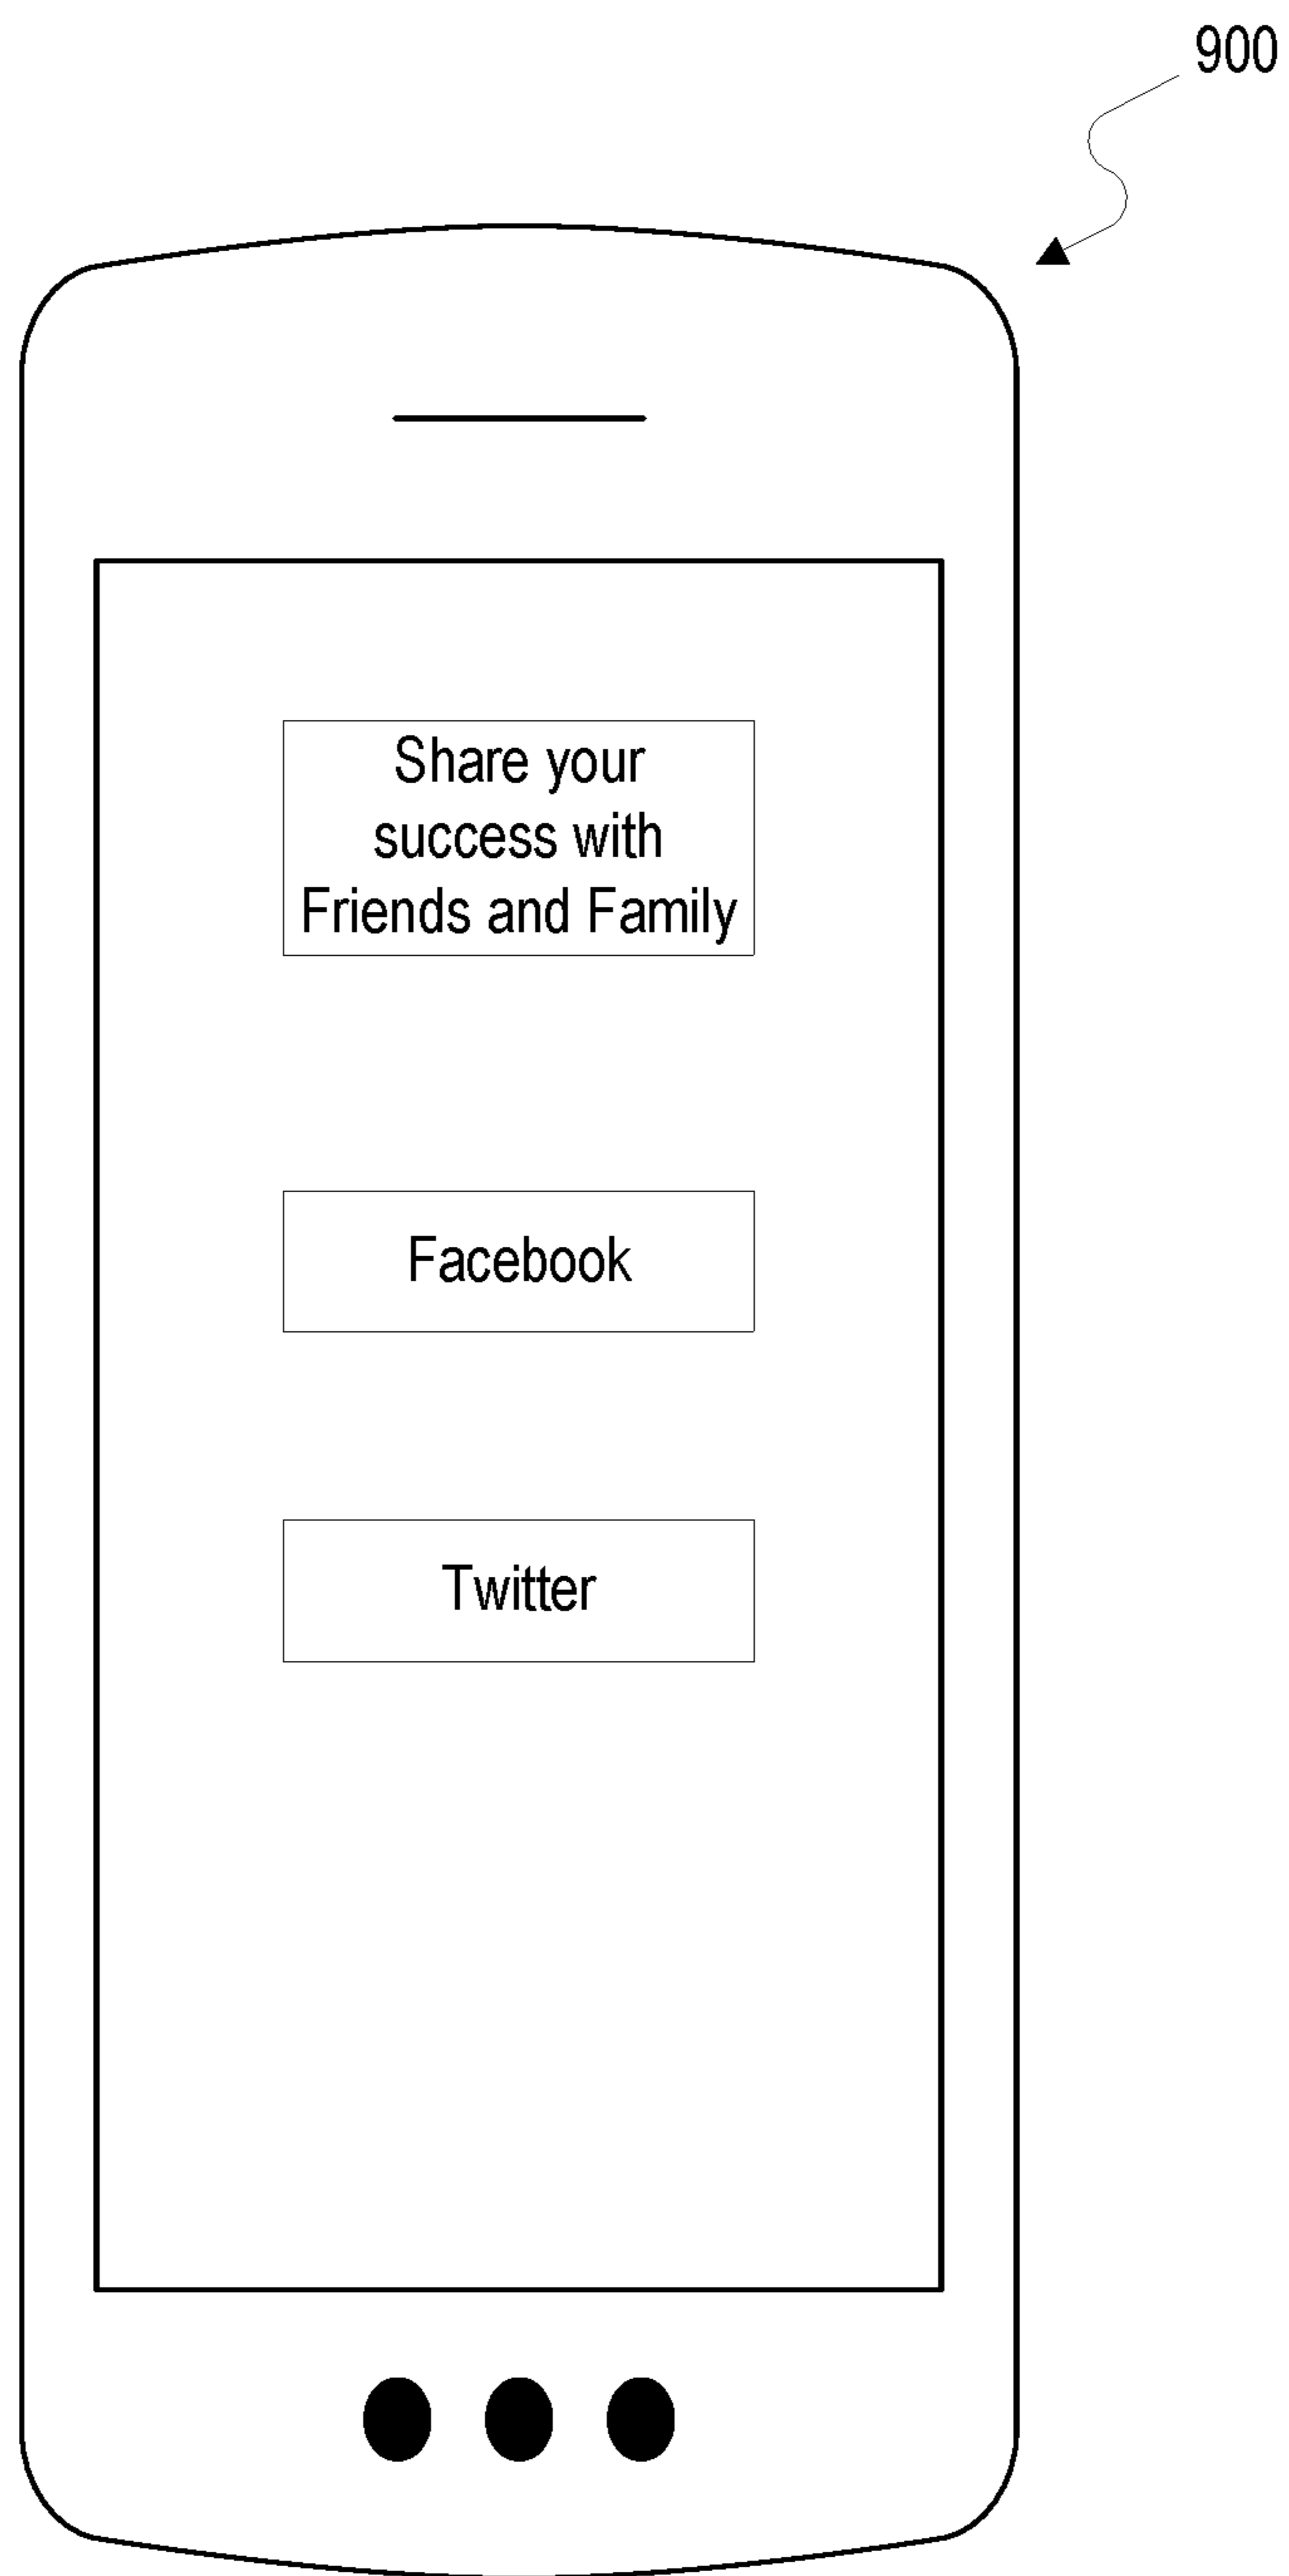 900
Share your
success with
Friends and Family
Facebook
Twitter